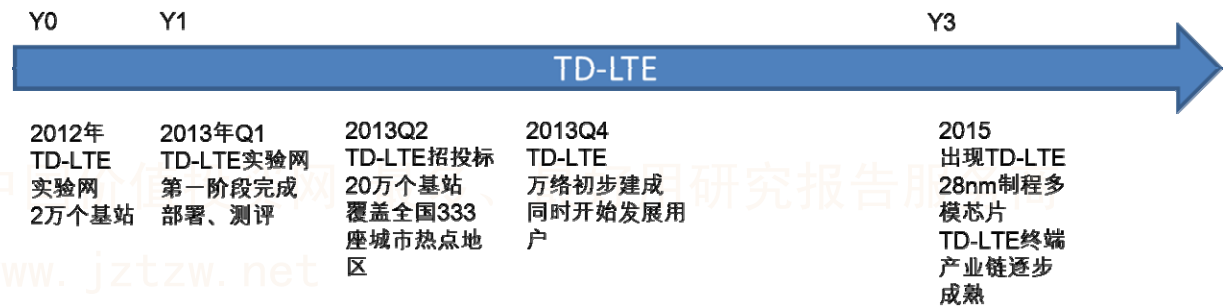 Y0
Y1
Y3
TD-LTE
2012年
TD-LTE
实验网
2万个基站
2013年Q1
TD-LTE实验网
第一阶段完成
部署、测评
2013Q2
TD-LTE招投标
20万个基站
覆盖全国333
座城市热点地
区
2013Q4
TD-LTE
万络初步建成
同时开始发展用
户
2015
出现TD-LTE
28nm制程多
模芯片
TD-LTE终端
产业链逐步
成熟
www.jztzw.net